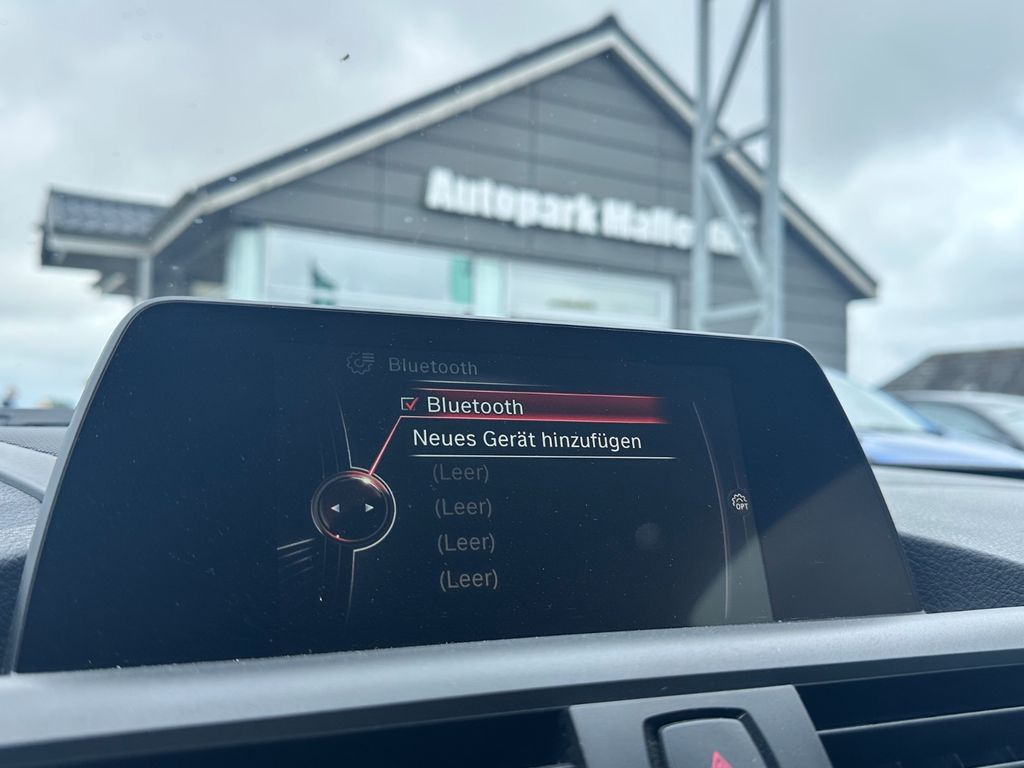 Autopark
Bluetooth
Bluetooth
Neues Gerät hinzufügen
(Leer)
(Leer)
OPT
(Leer)
(Leer)